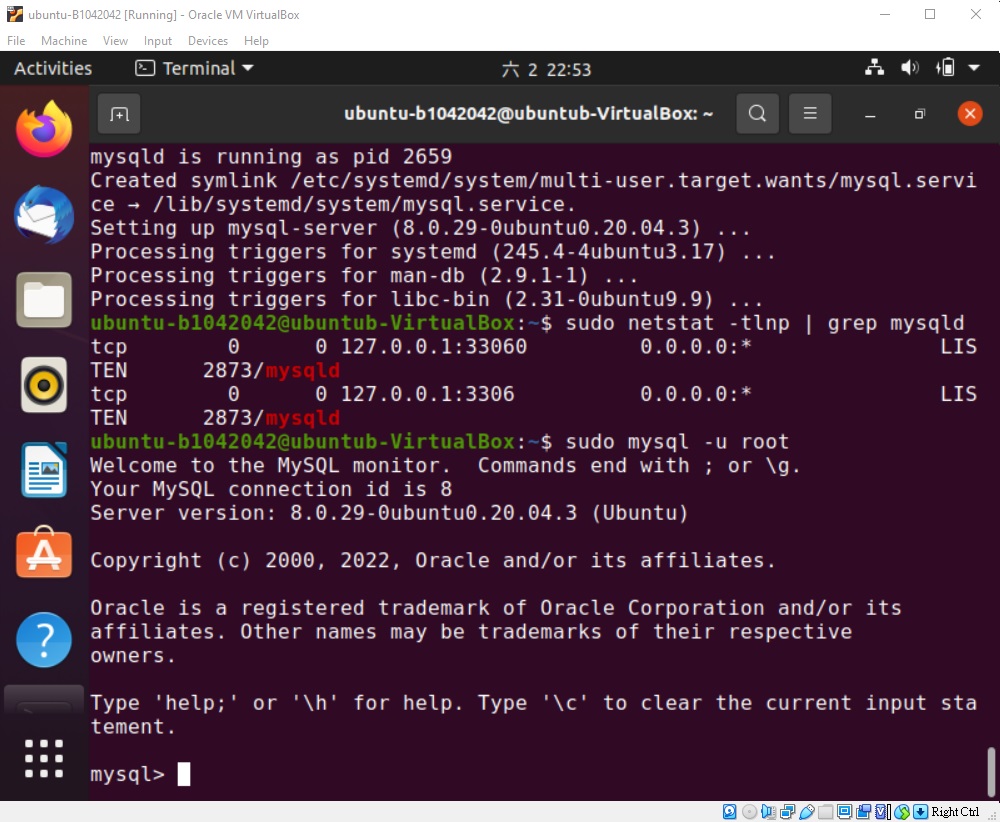 ubuntu-B1042042 [Running] - Oracle VM VirtualBox
File Machine View Input Devices Help
Activities Terminal 六 2 22:53
ubuntu-b1042042@ubuntub-VirtualBox: ~
mysqld is running as pid 2659
Created symlink /etc/systemd/system/multi-user.target.wants/mysql.servi
ce → /lib/systemd/system/mysql.service.
Setting up mysql-server (8.0.29-0ubuntu0.20.04.3) ...
Processing triggers for systemd (245.4-4ubuntu3.17) ...
Processing triggers for man-db (2.9.1-1) ...
Processing triggers for libc-bin (2.31-0ubuntu9.9) ...
ubuntu-b1042042@ubuntub-VirtualBox:~$ sudo netstat -tlnp | grep mysqld
tcp 0 0 127.0.0.1:33060 0.0.0.0:* LIS
TEN 2873/mysqld
tcp 0 0 127.0.0.1:3306 0.0.0.0:* LIS
TEN 2873/mysqld
ubuntu-b1042042@ubuntub-VirtualBox:~$ sudo mysql -u root
Welcome to the MySQL monitor.  Commands end with ; or \g.
Your MySQL connection id is 8
Server version: 8.0.29-0ubuntu0.20.04.3 (Ubuntu)
Copyright (c) 2000, 2022, Oracle and/or its affiliates.
Oracle is a registered trademark of Oracle Corporation and/or its
affiliates. Other names may be trademarks of their respective
owners.
Type 'help;' or '\h' for help. Type '\c' to clear the current input sta
tement.
mysql>
Right Ctrl